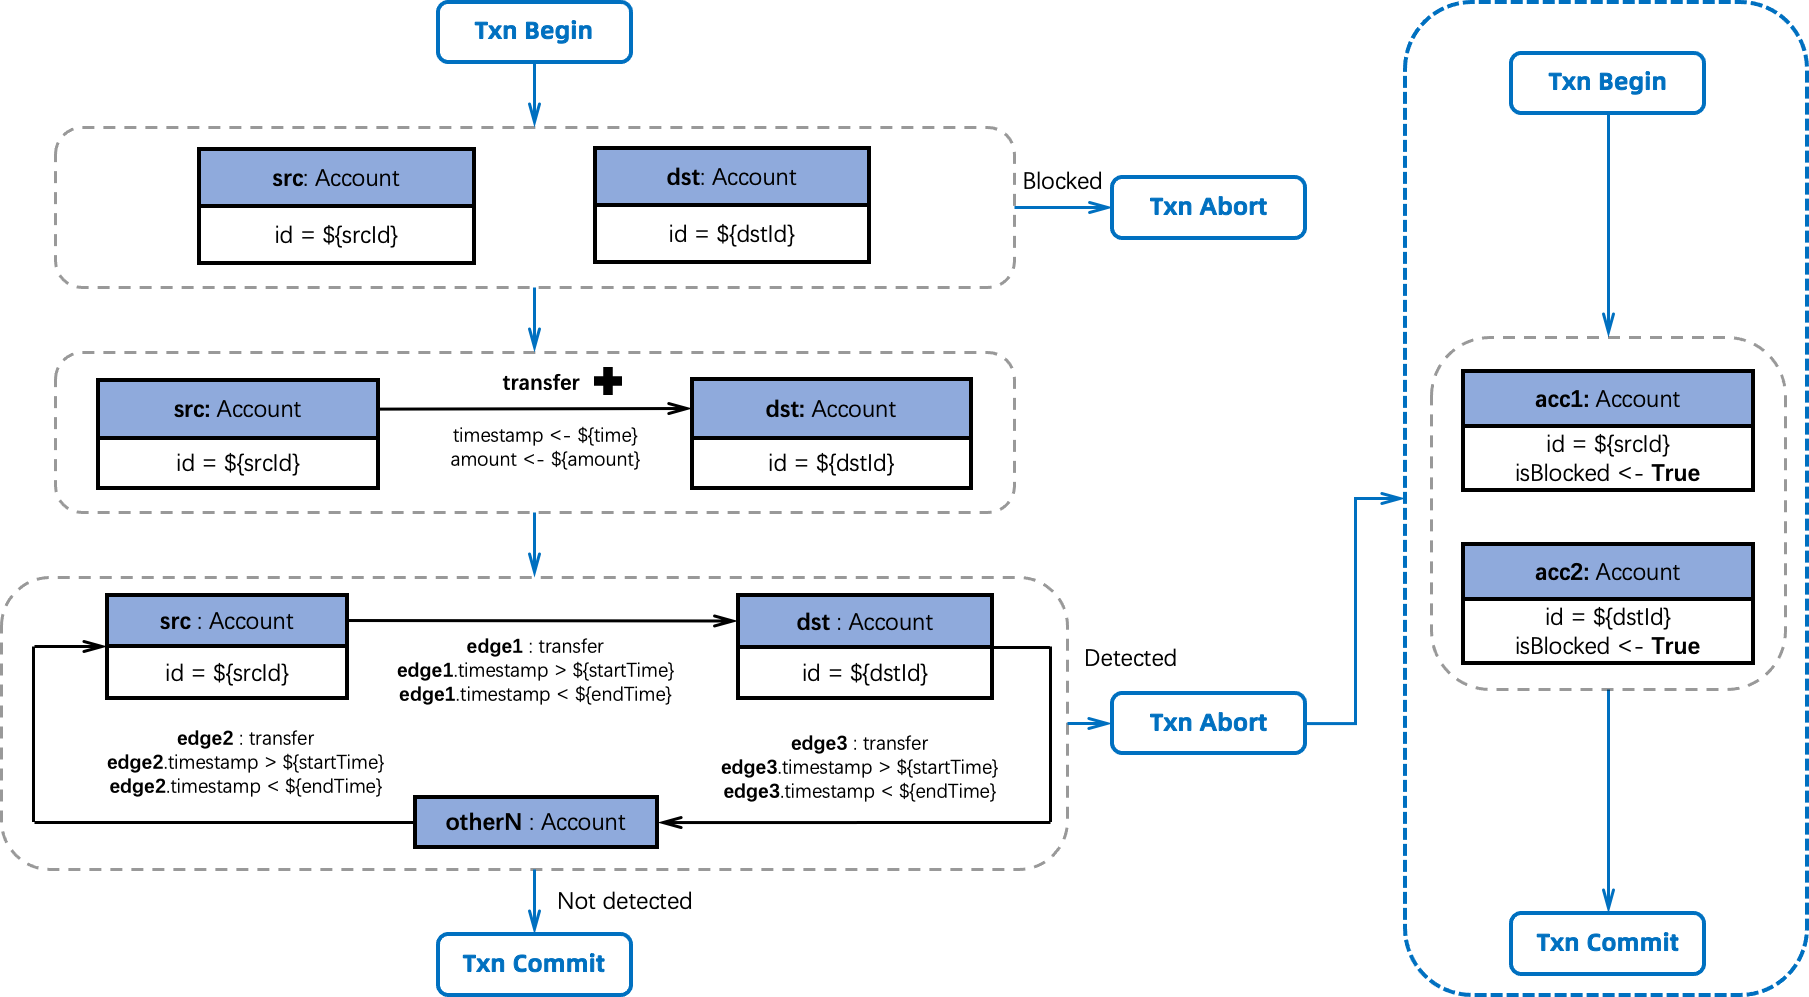 Txn Begin
src: Account
id = ${srcId}
dst: Account
id = ${dstId}
Blocked
Txn Abort
src: Account
id = ${srcId}
transfer
timestamp <- ${time}
amount <- ${amount}
dst: Account
id = ${dstId}
src : Account
id = ${srcId}
edge1 : transfer
edge1.timestamp > ${startTime}
edge1.timestamp < ${endTime}
dst : Account
id = ${dstId}
edge2 : transfer
edge2.timestamp > ${startTime}
edge2.timestamp < ${endTime}
edge3 : transfer
edge3.timestamp > ${startTime}
edge3.timestamp < ${endTime}
otherN : Account
Detected
Txn Abort
Not detected
Txn Commit
Txn Begin
acc1: Account
id = ${srcId}
isBlocked <- True
acc2: Account
id = ${dstId}
isBlocked <- True
Txn Commit